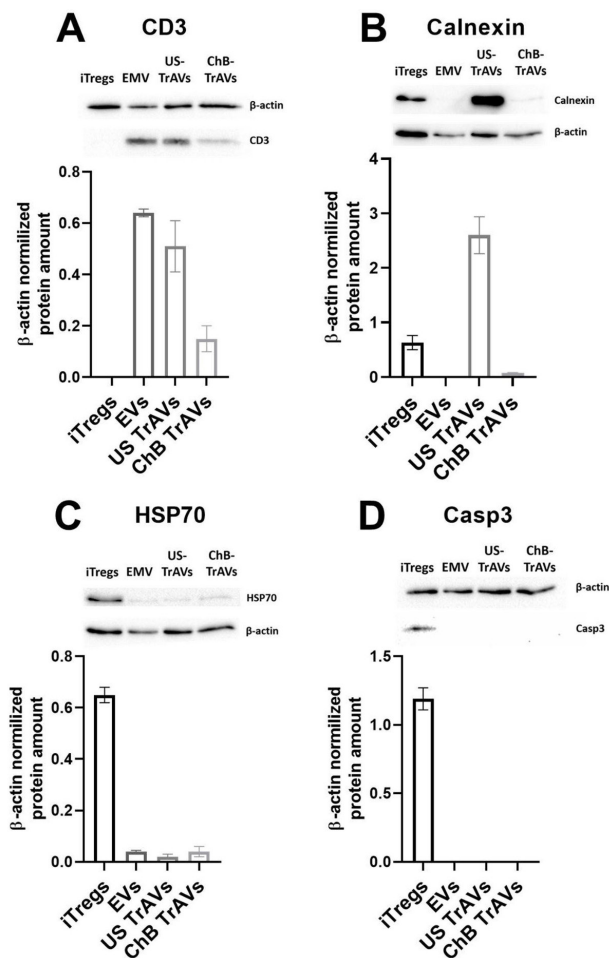 A
CD3
iTregs EMV US-TrAVs ChB-TrAVs
β-actin
CD3
β-actin normilized
protein amount
0.8
0.6
0.4
0.2
0.0
iTregs
EVs
US TrAVs
ChB TrAVs
B
Calnexin
iTregs EMV US-TrAVs ChB-TrAVs
Calnexin
β-actin
β-actin normilized
protein amount
4
3
2
1
0
iTregs
EVs
US TrAVs
ChB TrAVs
C
HSP70
iTregs EMV US-TrAVs ChB-TrAVs
HSP70
β-actin
β-actin normilized
protein amount
0.8
0.6
0.4
0.2
0.0
iTregs
EVs
US TrAVs
ChB TrAVs
D
Casp3
iTregs EMV US-TrAVs ChB-TrAVs
β-actin
Casp3
β-actin normilized
protein amount
1.5
1.0
0.5
0.0
iTregs
EVs
US TrAVs
ChB TrAVs